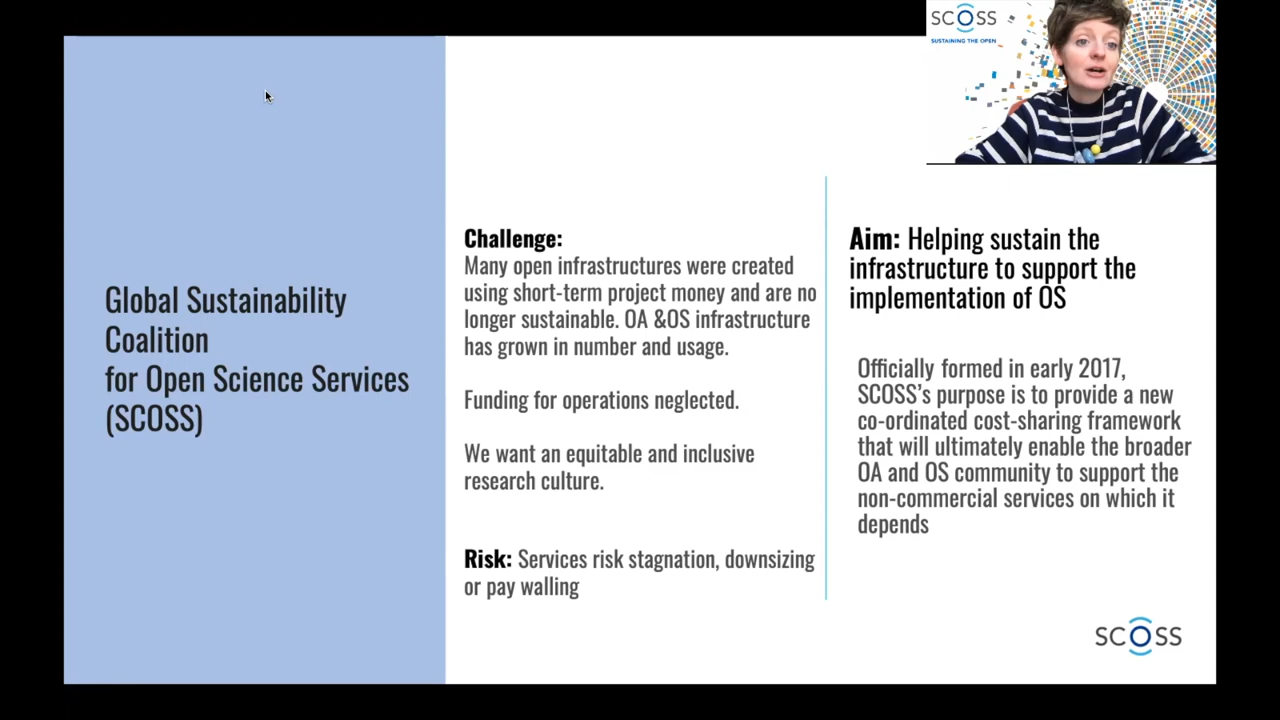 SCOSS
SUSTAINING THE OPEN
Global Sustainability
Coalition
for Open Science Services
(SCOSS)
Challenge:
Many open infrastructures were created
using short-term project money and are no
longer sustainable. OA &OS infrastructure
has grown in number and usage.
Funding for operations neglected.
We want an equitable and inclusive
research culture.
Risk: Services risk stagnation, downsizing
or pay walling
Aim: Helping sustain the
infrastructure to support the
implementation of OS
Officially formed in early 2017,
SCOSS’s purpose is to provide a new
co-ordinated cost-sharing framework
that will ultimately enable the broader
OA and OS community to support the
non-commercial services on which it
depends
SCOSS